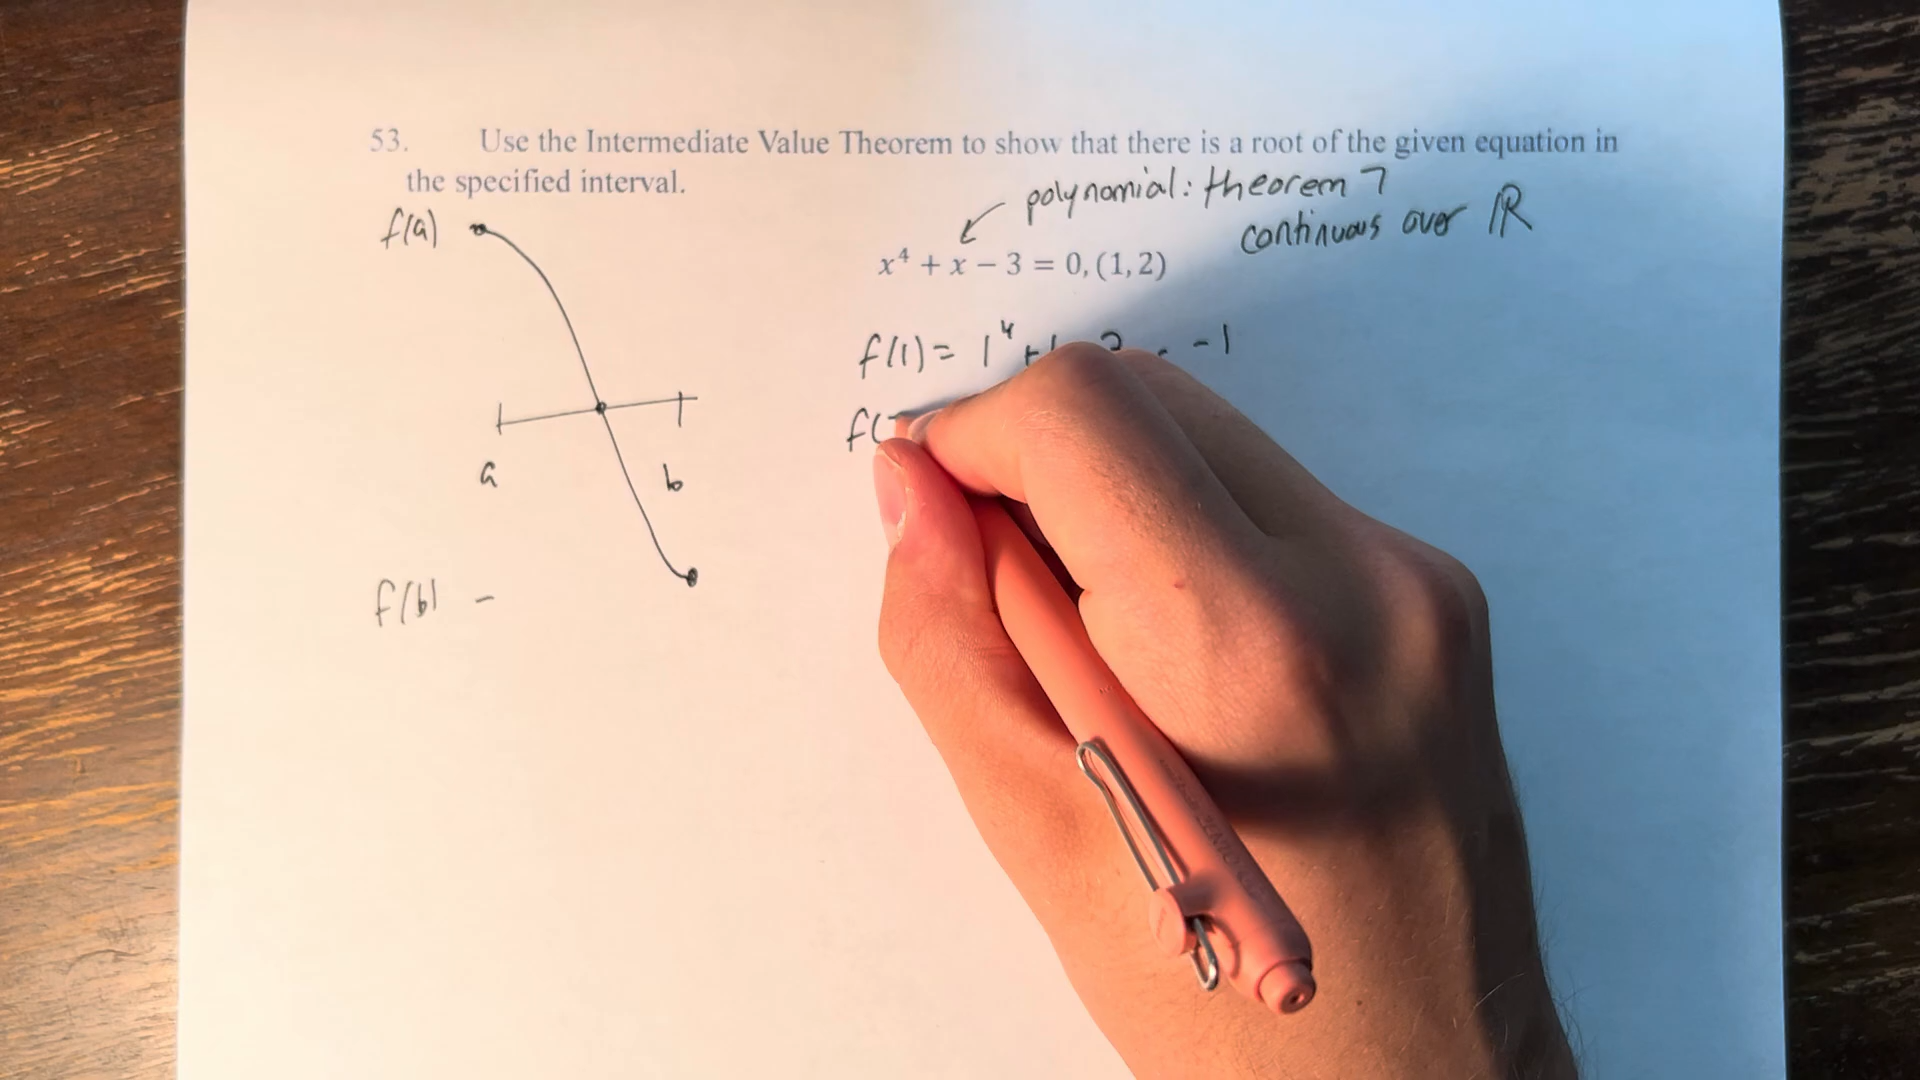 53. Use the Intermediate Value Theorem to show that there is a root of the given equation in
the specified interval.
polynomial: theorem 7
continuous over ℝ
f(a)
x⁴ + x − 3 = 0, (1, 2)
f(1) = 1⁴ + -1
f(
a
b
f(b) -